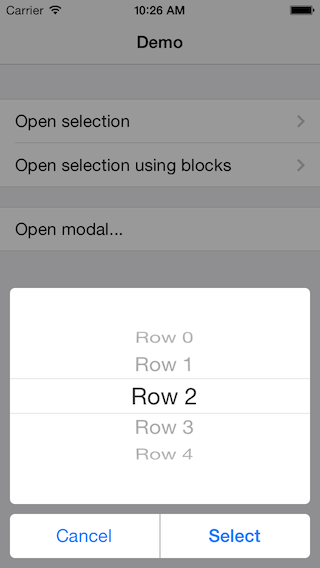 Carrier 10:26 AM
Demo
Open selection
Open selection using blocks
Open modal...
Row 0
Row 1
Row 2
Row 3
Row 4
Cancel Select